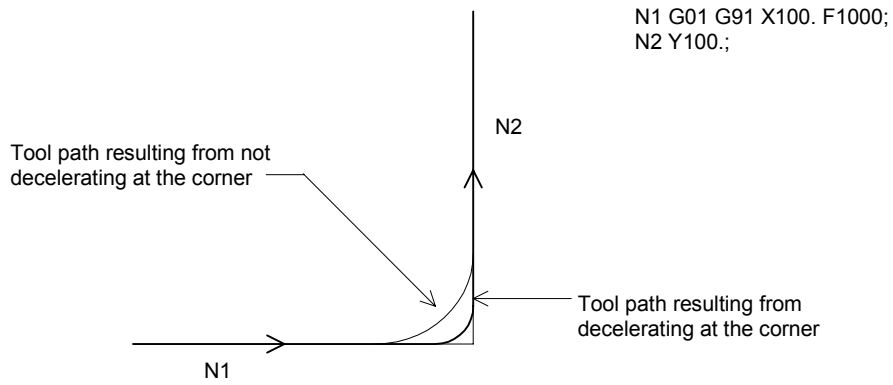 N1 G01 G91 X100. F1000;
N2 Y100.;
N2
Tool path resulting from not
decelerating at the corner
Tool path resulting from
decelerating at the corner
N1